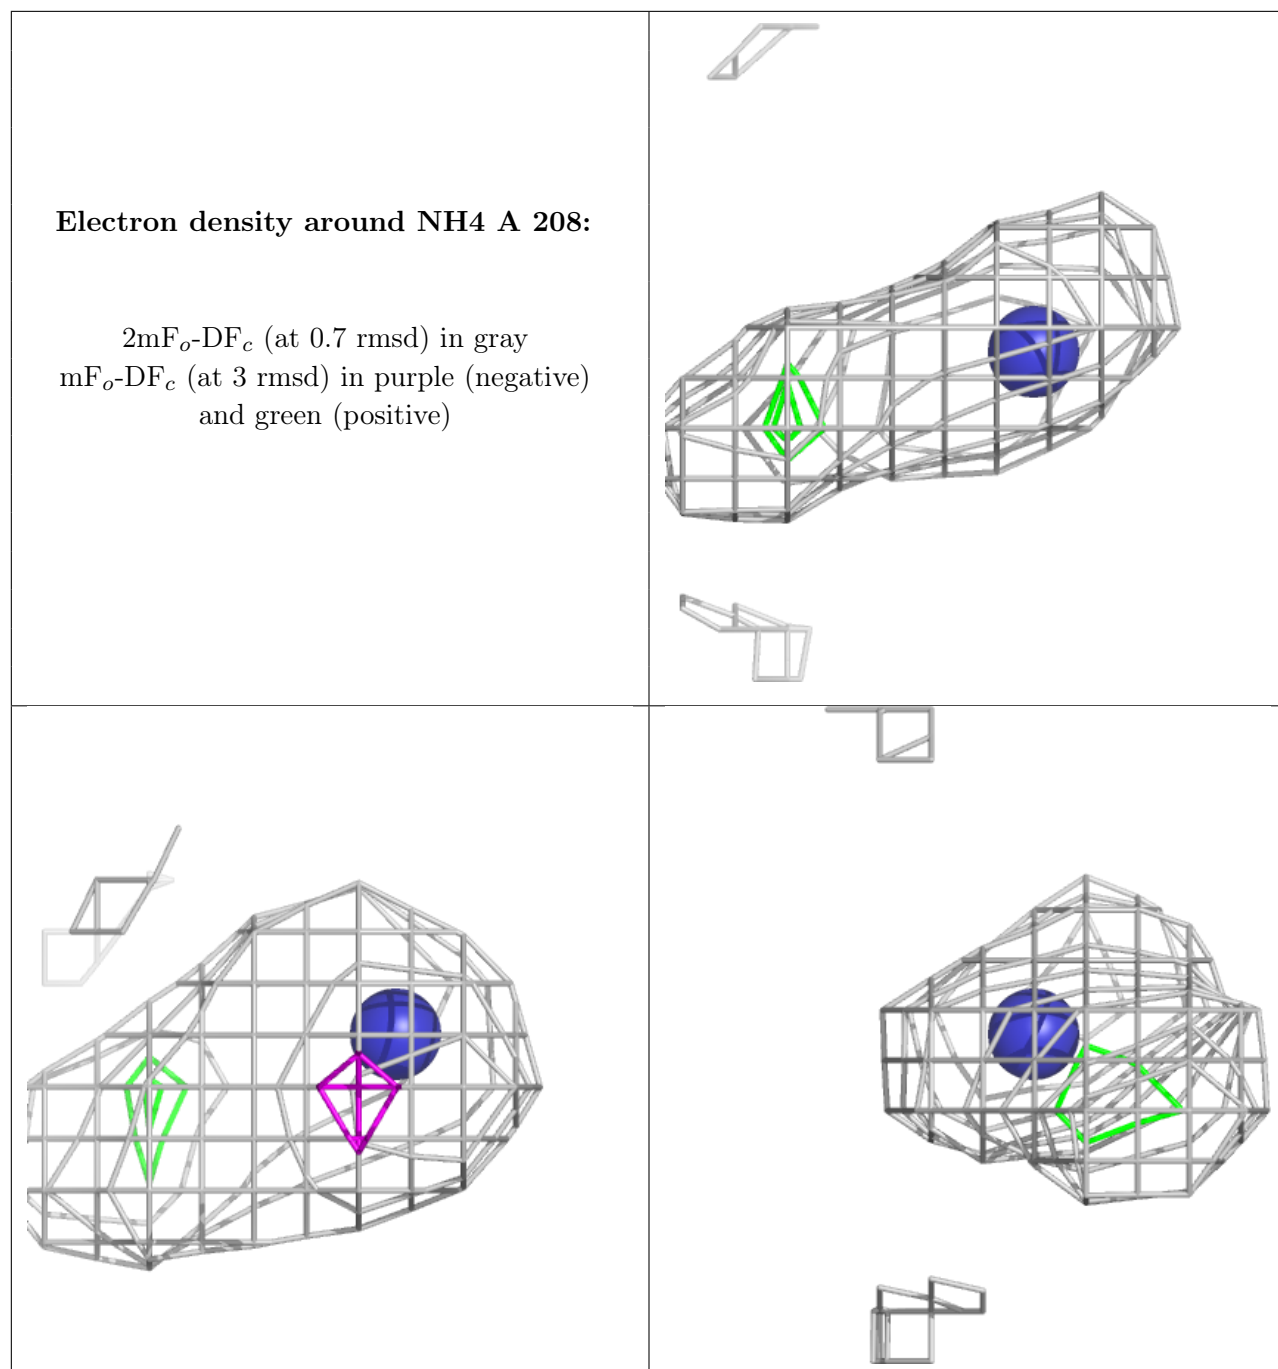 Electron density around NH4 A 208:
2mFo-DFc (at 0.7 rmsd) in gray
mFo-DFc (at 3 rmsd) in purple (negative)
and green (positive)